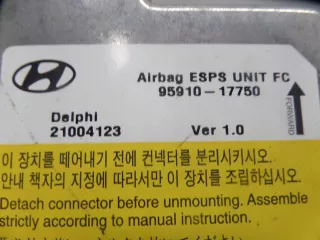 Airbag ESPS UNIT FC
95910-17750
Delphi
21004123
Ver 1.0
FORWARD
이 장치를 떼어내기 전에 컨넥터를 분리시키시오.
안내 책자의 지정에 따라서만 이 장치를 조립하십시오.
Detach connector before unmounting. Assemble
strictly according to manual instruction.